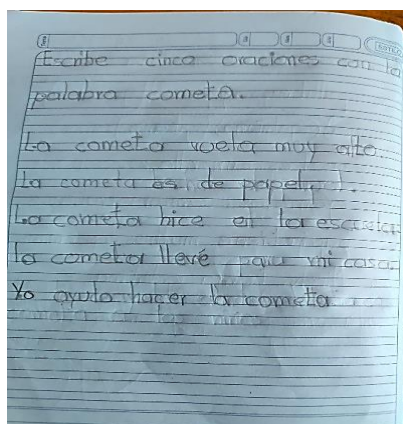 Escribe cinco oraciones con la
palabra cometa.
La cometa vuela muy alto.
la cometa es de papel.
La cometa hice en la escuela
la cometa llevé para mi casa.
Yo ayudo hacer la cometa